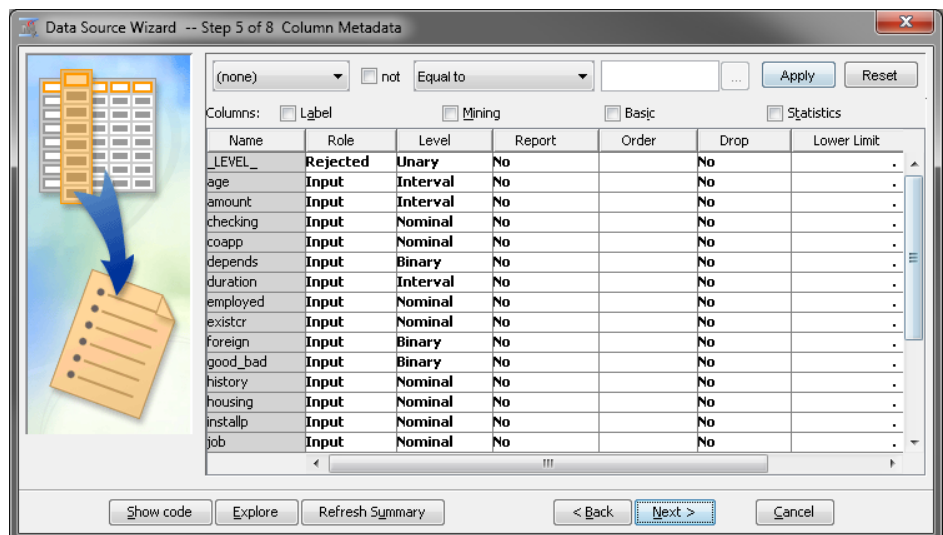 Data Source Wizard -- Step 5 of 8 Column Metadata
(none) not Equal to ... Apply Reset
Columns: Label Mining Basic Statistics
Name Role Level Report Order Drop Lower Limit
_LEVEL_ Rejected Unary No No .
age Input Interval No No .
amount Input Interval No No .
checking Input Nominal No No .
coapp Input Nominal No No .
depends Input Binary No No .
duration Input Interval No No .
employed Input Nominal No No .
existcr Input Nominal No No .
foreign Input Binary No No .
good_bad Input Binary No No .
history Input Nominal No No .
housing Input Nominal No No .
installp Input Nominal No No .
job Input Nominal No No .
Show code Explore Refresh Summary < Back Next > Cancel